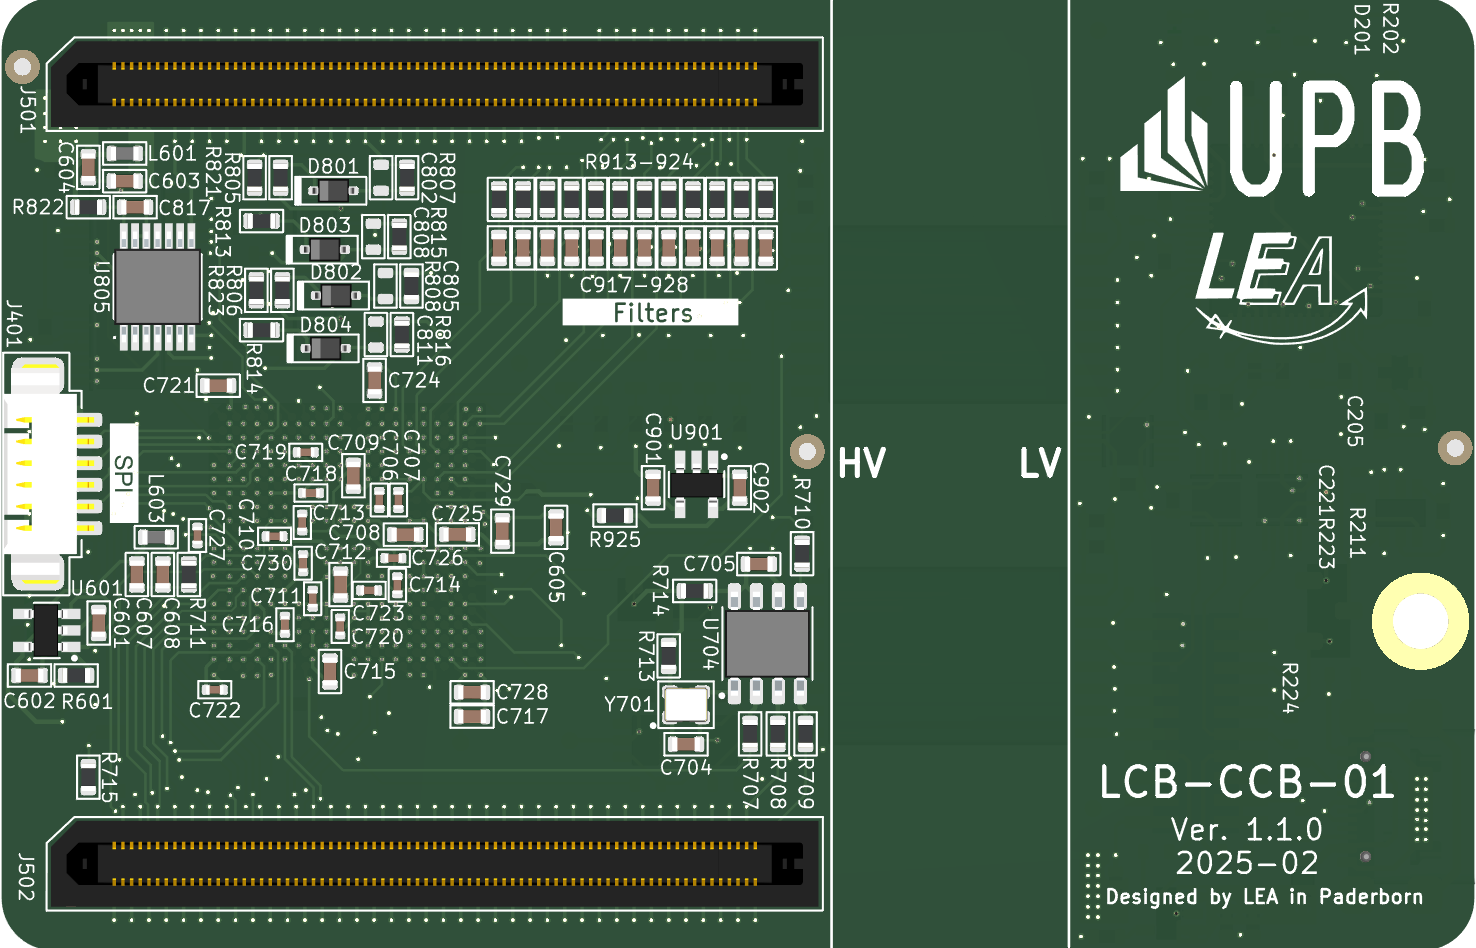 R202
D201
UPB
LEA
J501
C604
L601
C603
R822
C817
R821
R805
D801
C802
R807
R913-924
R813
D803
C808
R815
U805
R823
R806
D802
R808
C805
C917-928
Filters
J401
R814
D804
C811
R816
C721
C724
C205
SPI
C719
C709
C706
C707
C718
C901
U901
C902
HV
LV
L603
C727
C710
C713
C708
C725
C729
R925
R710
C221
R223
R211
C730
C712
C726
C605
C705
U601
C711
C714
R714
C601
C607
C608
R711
C716
C723
C720
R713
U704
C715
R224
C602
R601
C722
C728
C717
Y701
C704
R715
R707
R708
R709
LCB-CCB-01
Ver. 1.1.0
2025-02
Designed by LEA in Paderborn
J502